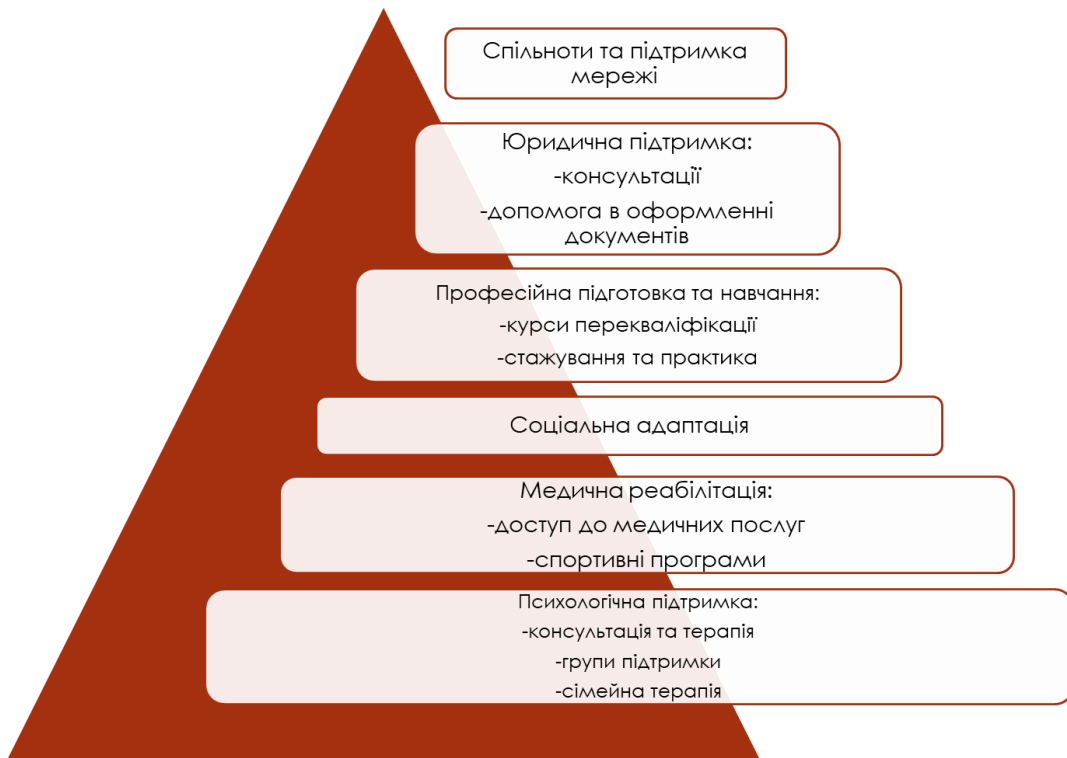 Спільноти та підтримка
мережі
Юридична підтримка:
-консультації
-допомога в оформленні
документів
Професійна підготовка та навчання:
-курси перекваліфікації
-стажування та практика
Соціальна адаптація
Медична реабілітація:
-доступ до медичних послуг
-спортивні програми
Психологічна підтримка:
-консультація та терапія
-групи підтримки
-сімейна терапія